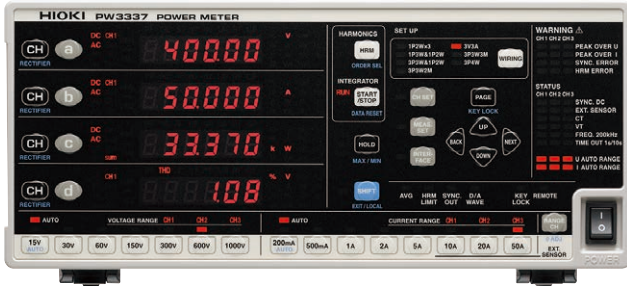 HIOKI PW3337 POWER METER
CH a DC AC CH1 400.00 V
RECTIFIER
CH b DC CH1 AC 50.000 A
RECTIFIER
CH c DC AC sum 33.370 k W
RECTIFIER
CH d CH1 THD 1.08 % V
RECTIFIER
HARMONICS
HRM
ORDER SEL
INTEGRATOR
RUN START /STOP
DATA RESET
HOLD
MAX / MIN
SHIFT
EXIT / LOCAL
SET UP
1P2W×3 3V3A
1P3W&1P2W 3P3W3M
3P3W&1P2W 3P4W
3P3W2M
WIRING
CH SET
PAGE
KEY LOCK
MEAS. SET
UP
BACK
NEXT
INTER- FACE
DOWN
AVG HRM LIMIT SYNC. OUT D/A WAVE KEY LOCK REMOTE
WARNING ⚠
CH1 CH2 CH3
PEAK OVER U
PEAK OVER I
SYNC. ERROR
HRM ERROR
STATUS
CH1 CH2 CH3
SYNC. DC
EXT. SENSOR
CT
VT
FREQ. 200kHz
TIME OUT 1s/10s
U AUTO RANGE
I AUTO RANGE
AUTO VOLTAGE RANGE CH1 CH2 CH3
15V AUTO 30V 60V 150V 300V 600V 1000V
AUTO CURRENT RANGE CH1 CH2 CH3
200mA AUTO 500mA 1A 2A 5A 10A 20A 50A
RANGE CH
0 ADJ
EXT. SENSOR
POWER